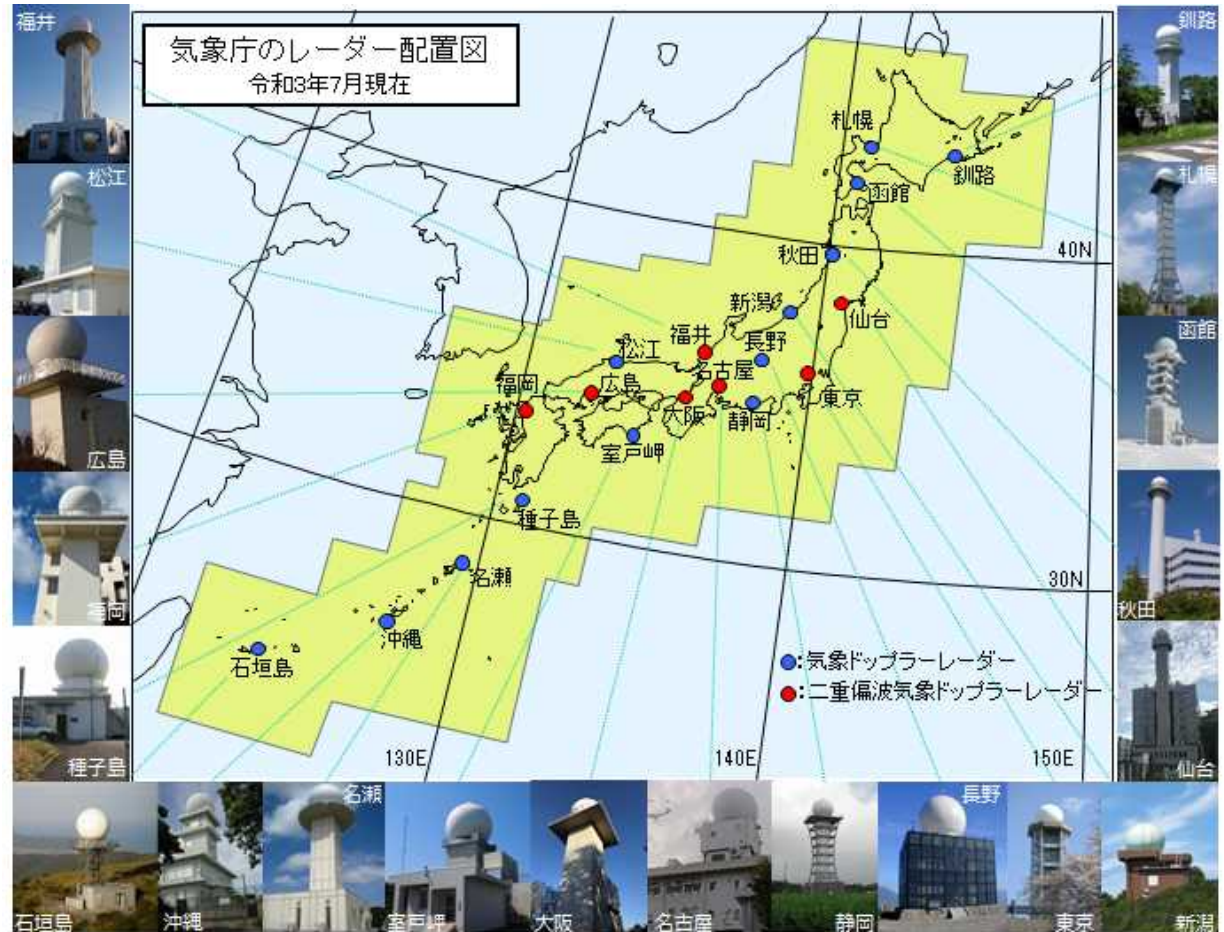 気象庁のレーダー配置図
令和3年7月現在
福井
松江
広島
福岡
種子島
釧路
札幌
函館
秋田
仙台
札幌
釧路
函館
40N
秋田
仙台
新潟
福井
長野
松江
名古屋
福岡
広島
東京
大阪
静岡
室戸岬
種子島
30N
名瀬
沖縄
石垣島
●:気象ドップラーレーダー
●:二重偏波気象ドップラーレーダー
130E
140E
150E
石垣島
沖縄
名瀬
室戸岬
大阪
名古屋
静岡
長野
東京
新潟